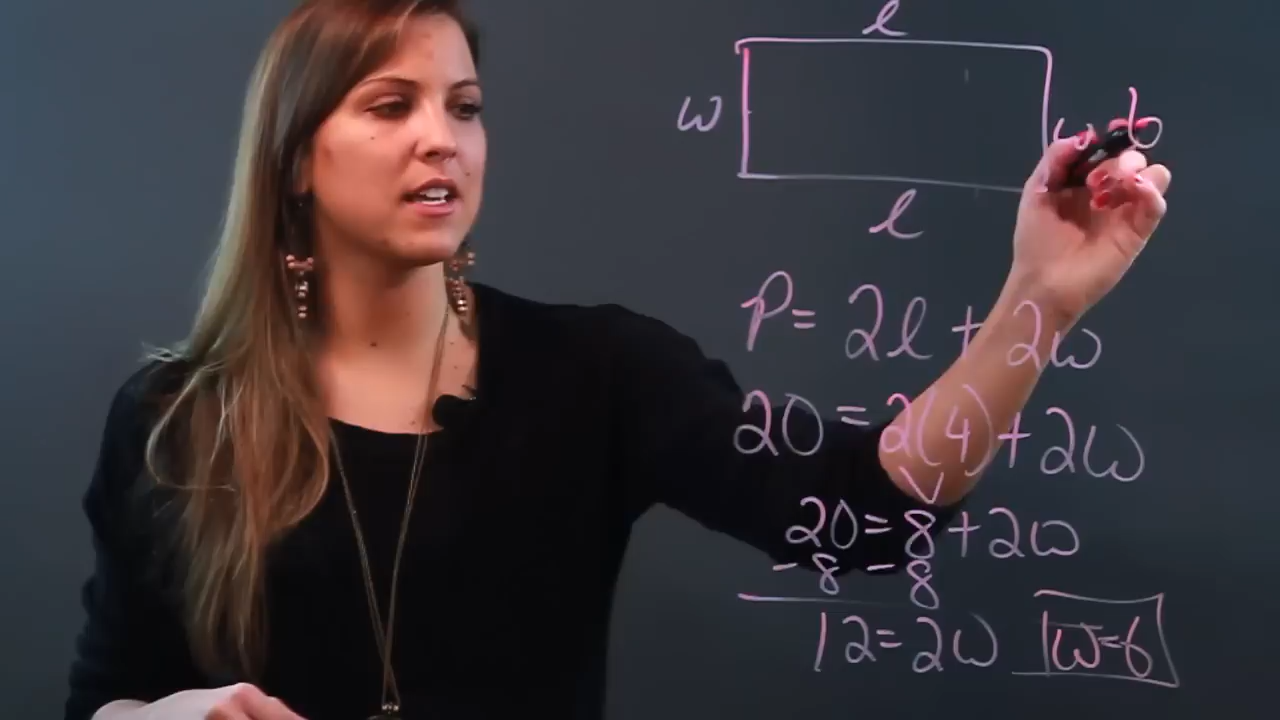 l
w w 6
l
P= 2l + 2w
20 = 2(4) + 2w
20 = 8 + 2w
-8 -8
12 = 2w w=6